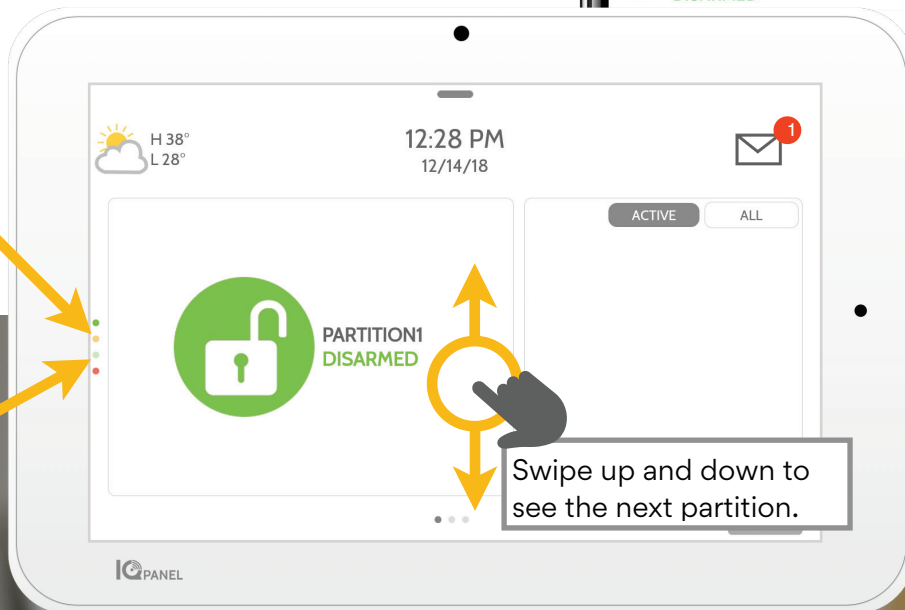 DISARMED
H 38°
L 28°
12:28 PM
12/14/18
1
ACTIVE ALL
PARTITION1
DISARMED
Swipe up and down to
see the next partition.
IQ PANEL